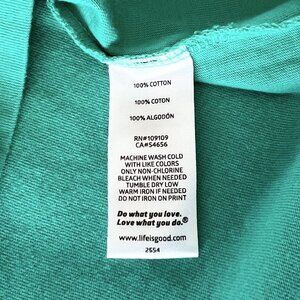 100% COTTON
100% COTON
100% ALGODÓN
RN#109109
CA#54656
MACHINE WASH COLD
WITH LIKE COLORS
ONLY NON-CHLORINE
BLEACH WHEN NEEDED
TUMBLE DRY LOW
WARM IRON IF NEEDED
DO NOT IRON ON PRINT
Do what you love.
Love what you do.®
www.lifeisgood.com
2554